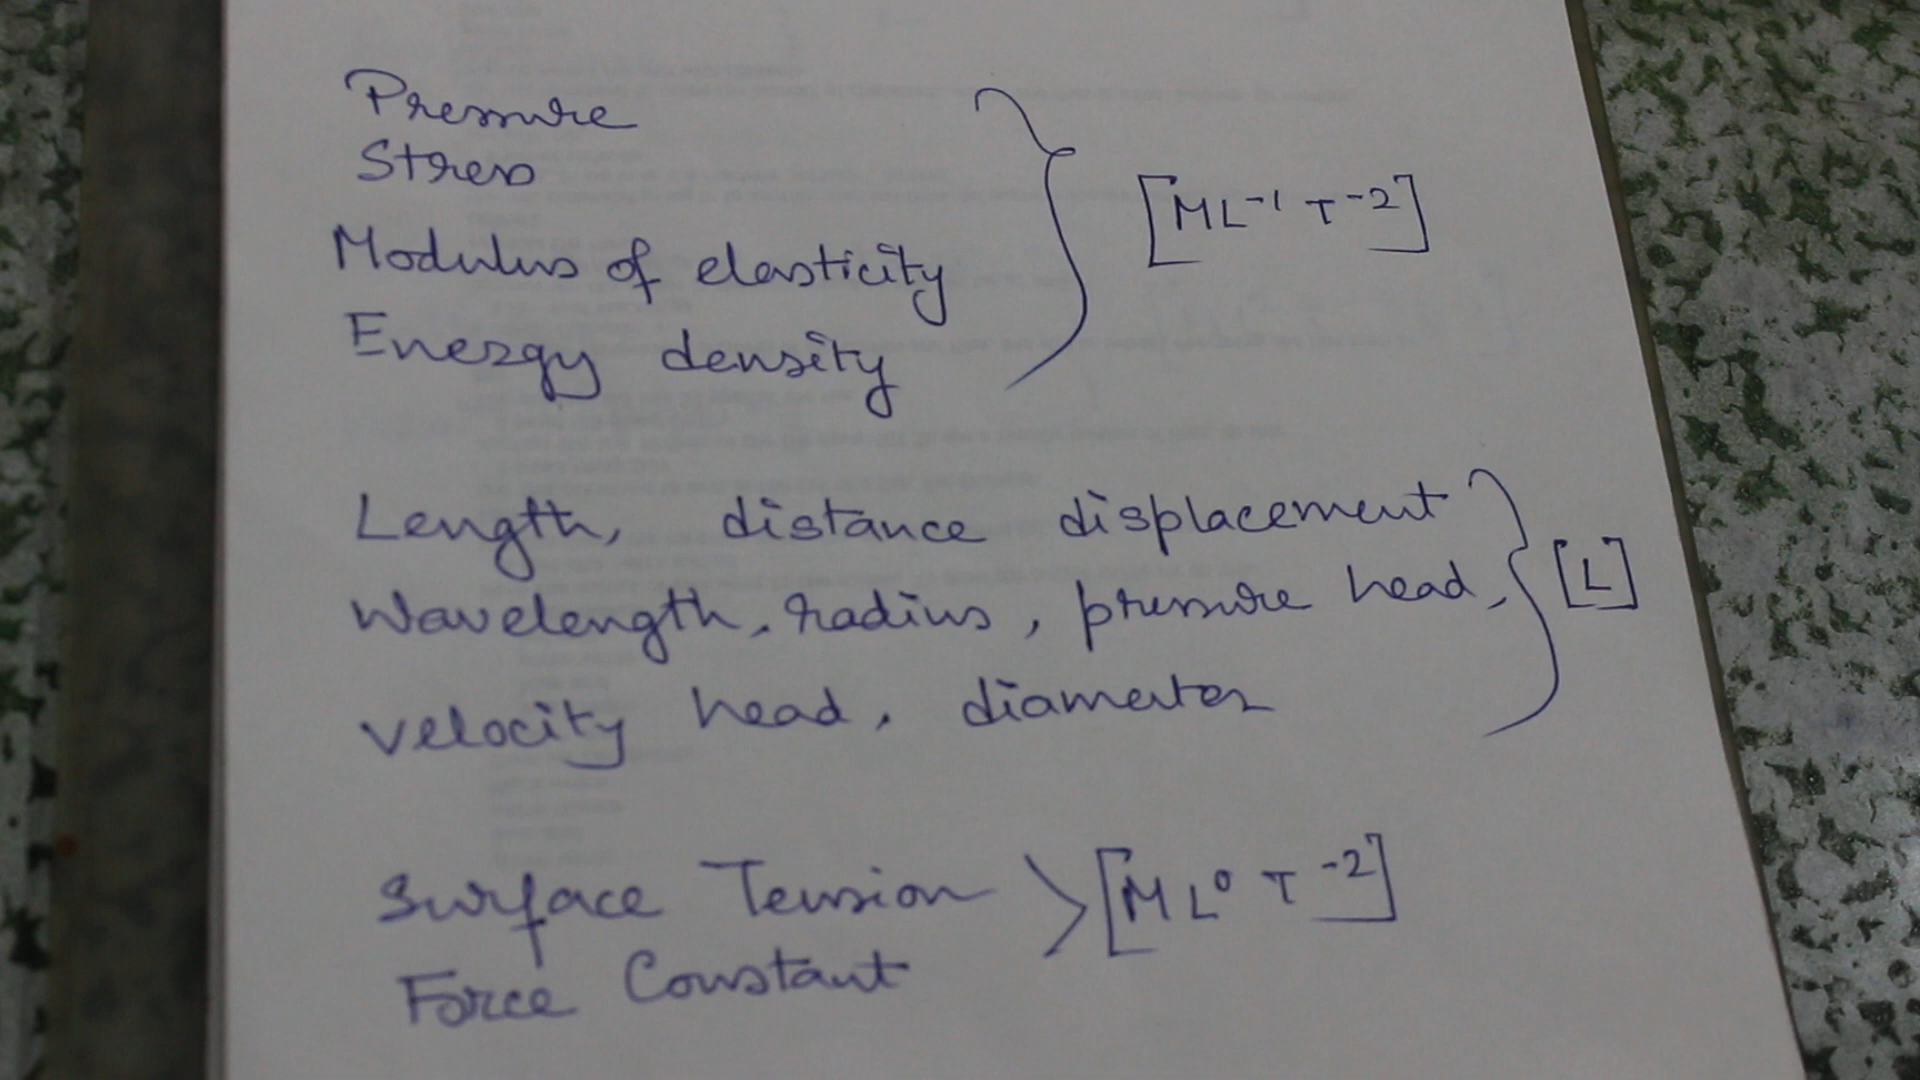 Pressure
Stress
Modulus of elasticity
Energy density
[ML⁻¹ T⁻²]
Length, distance displacement
Wavelength, radius, pressure head,
velocity head, diameter
[L]
Surface Tension
Force Constant
[ML⁰ T⁻²]